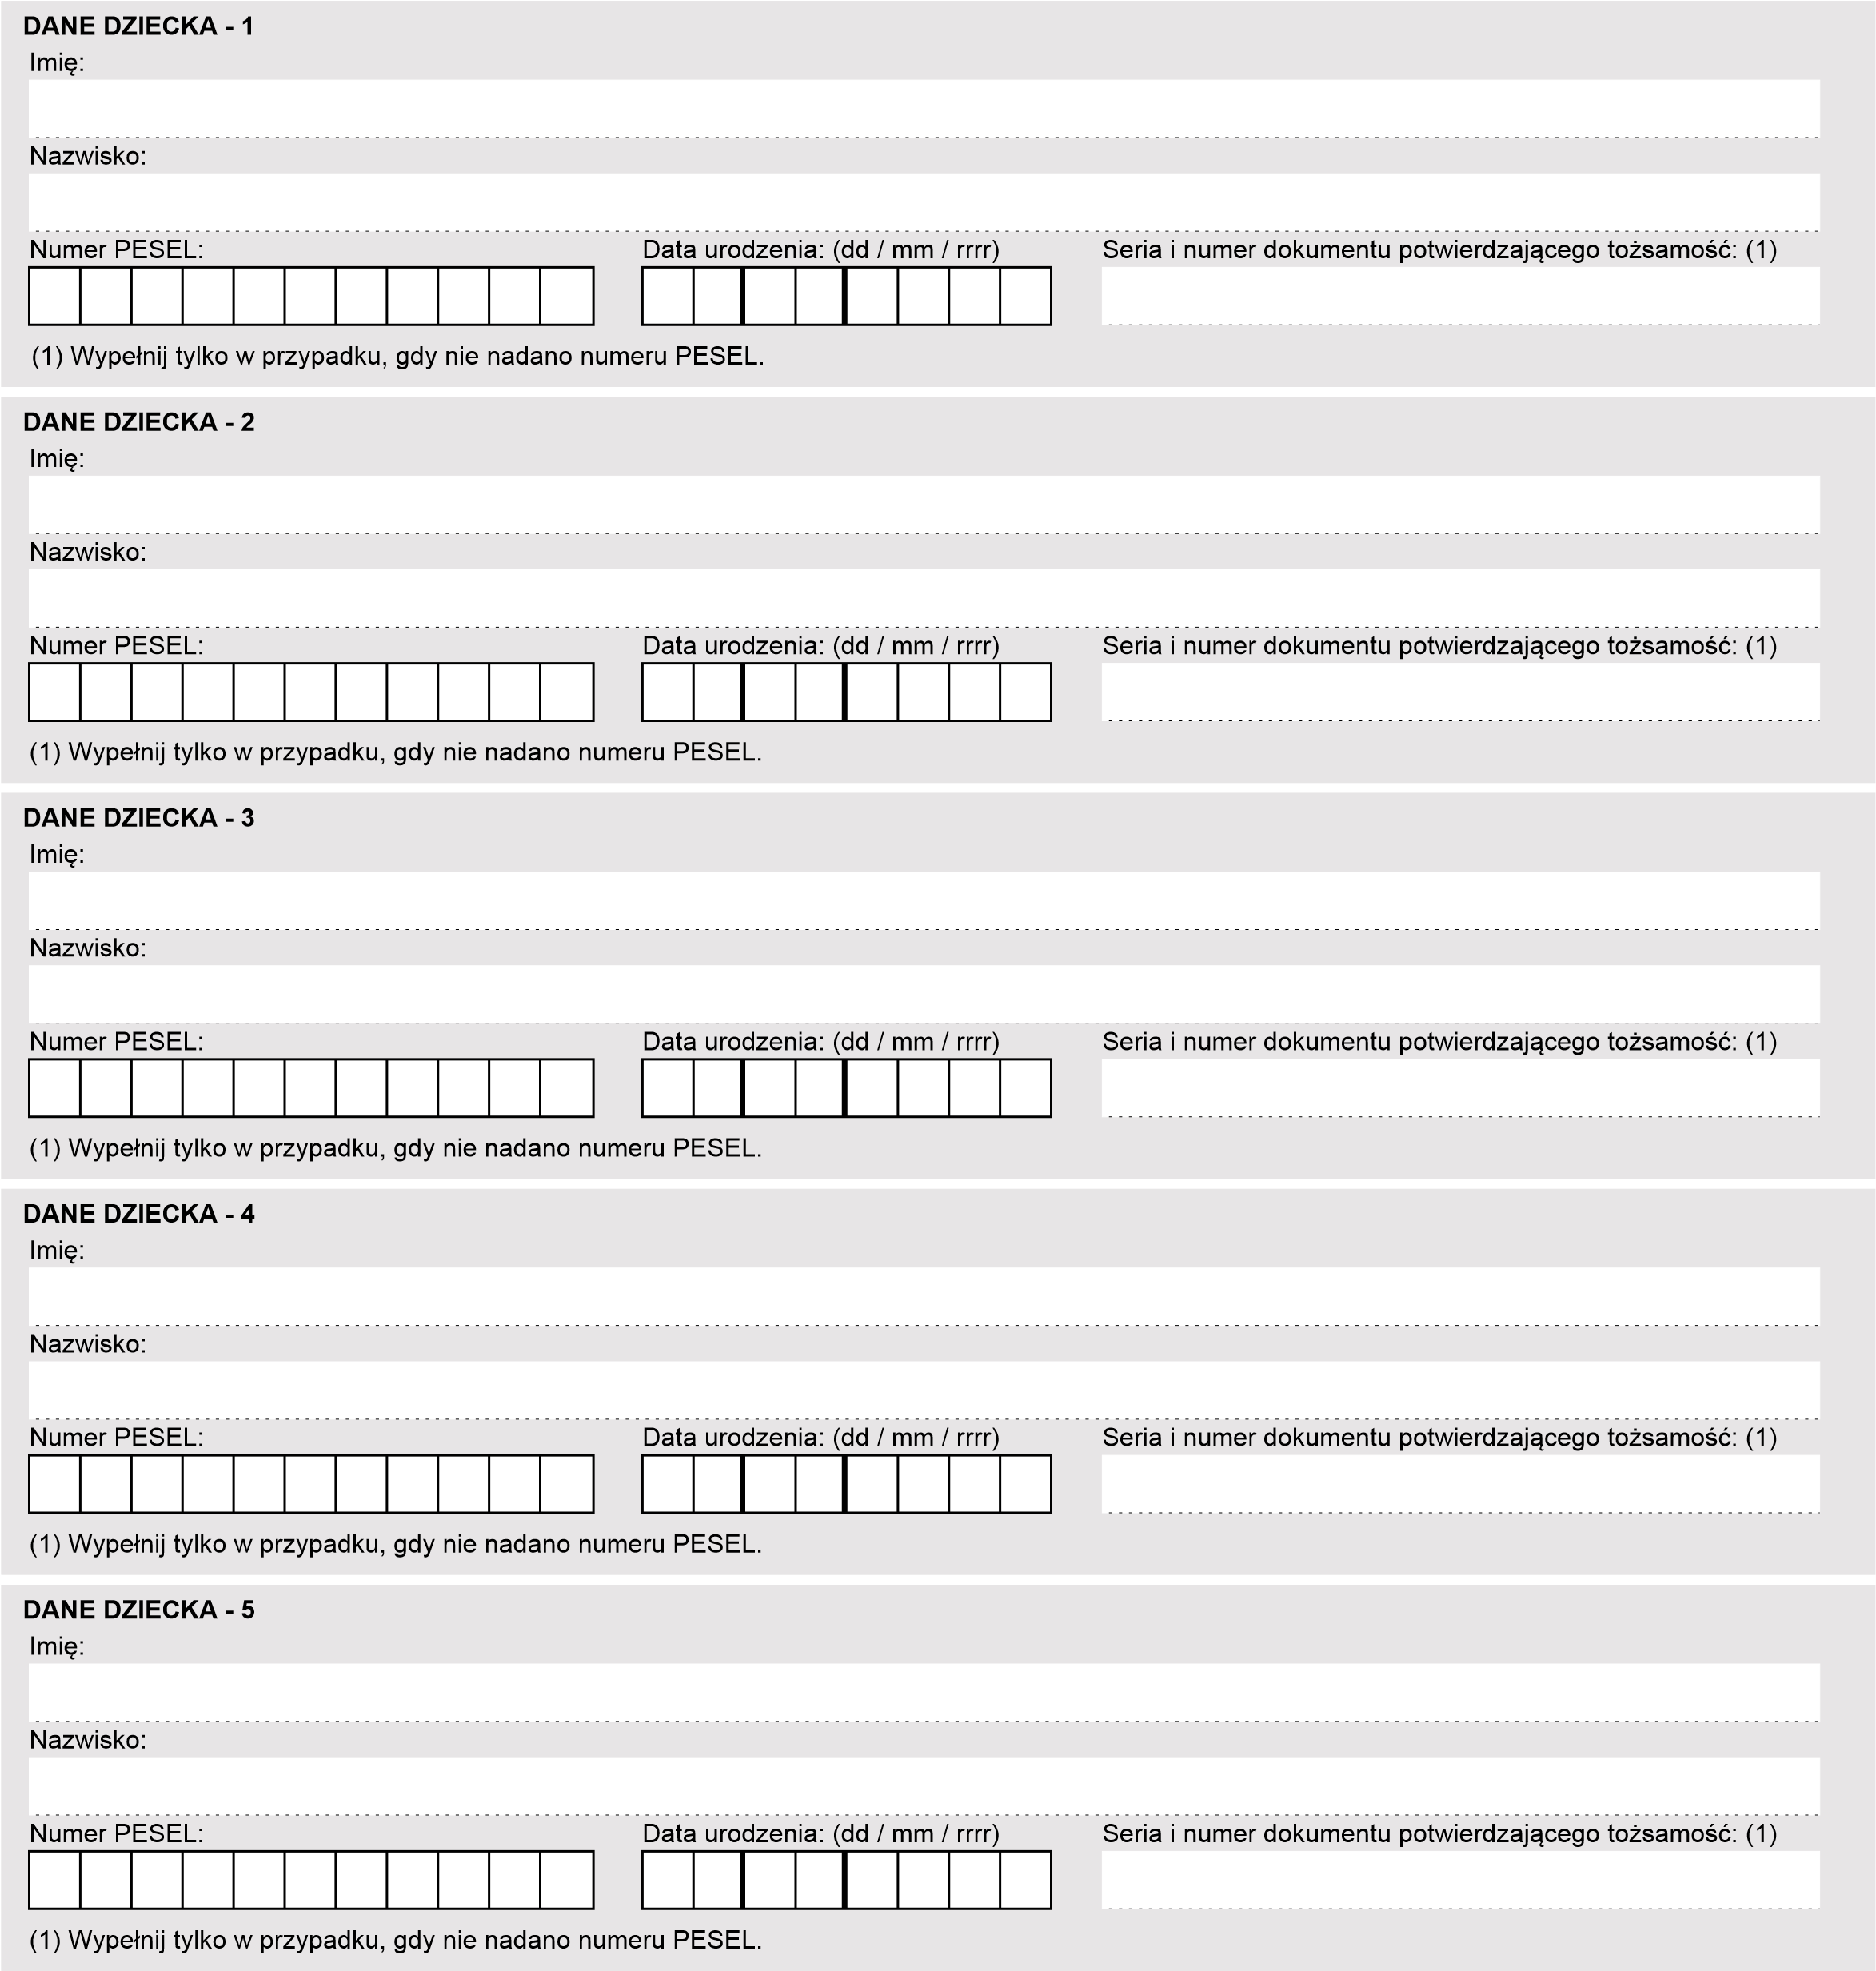 DANE DZIECKA - 1
Imię:
Nazwisko:
Numer PESEL: Data urodzenia: (dd / mm / rrrr) Seria i numer dokumentu potwierdzającego tożsamość: (1)
(1) Wypełnij tylko w przypadku, gdy nie nadano numeru PESEL.
DANE DZIECKA - 2
Imię:
Nazwisko:
Numer PESEL: Data urodzenia: (dd / mm / rrrr) Seria i numer dokumentu potwierdzającego tożsamość: (1)
(1) Wypełnij tylko w przypadku, gdy nie nadano numeru PESEL.
DANE DZIECKA - 3
Imię:
Nazwisko:
Numer PESEL: Data urodzenia: (dd / mm / rrrr) Seria i numer dokumentu potwierdzającego tożsamość: (1)
(1) Wypełnij tylko w przypadku, gdy nie nadano numeru PESEL.
DANE DZIECKA - 4
Imię:
Nazwisko:
Numer PESEL: Data urodzenia: (dd / mm / rrrr) Seria i numer dokumentu potwierdzającego tożsamość: (1)
(1) Wypełnij tylko w przypadku, gdy nie nadano numeru PESEL.
DANE DZIECKA - 5
Imię:
Nazwisko:
Numer PESEL: Data urodzenia: (dd / mm / rrrr) Seria i numer dokumentu potwierdzającego tożsamość: (1)
(1) Wypełnij tylko w przypadku, gdy nie nadano numeru PESEL.